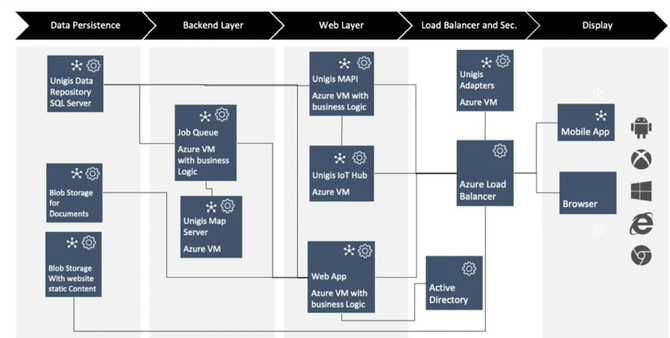 Data Persistence
Backend Layer
Web Layer
Load Balancer and Sec.
Display
Unigis Data
Repository
SQL Server
Blob Storage
for
Documents
Blob Storage
With website
static Content
Job Queue
Azure VM
with business
Logic
Unigis Map
Server
Azure VM
Unigis MAPI
Azure VM with
business Logic
Unigis IoT Hub
Azure VM
Web App
Azure VM with
business Logic
Unigis
Adapters
Azure VM
Azure Load
Balancer
Active
Directory
Mobile App
Browser